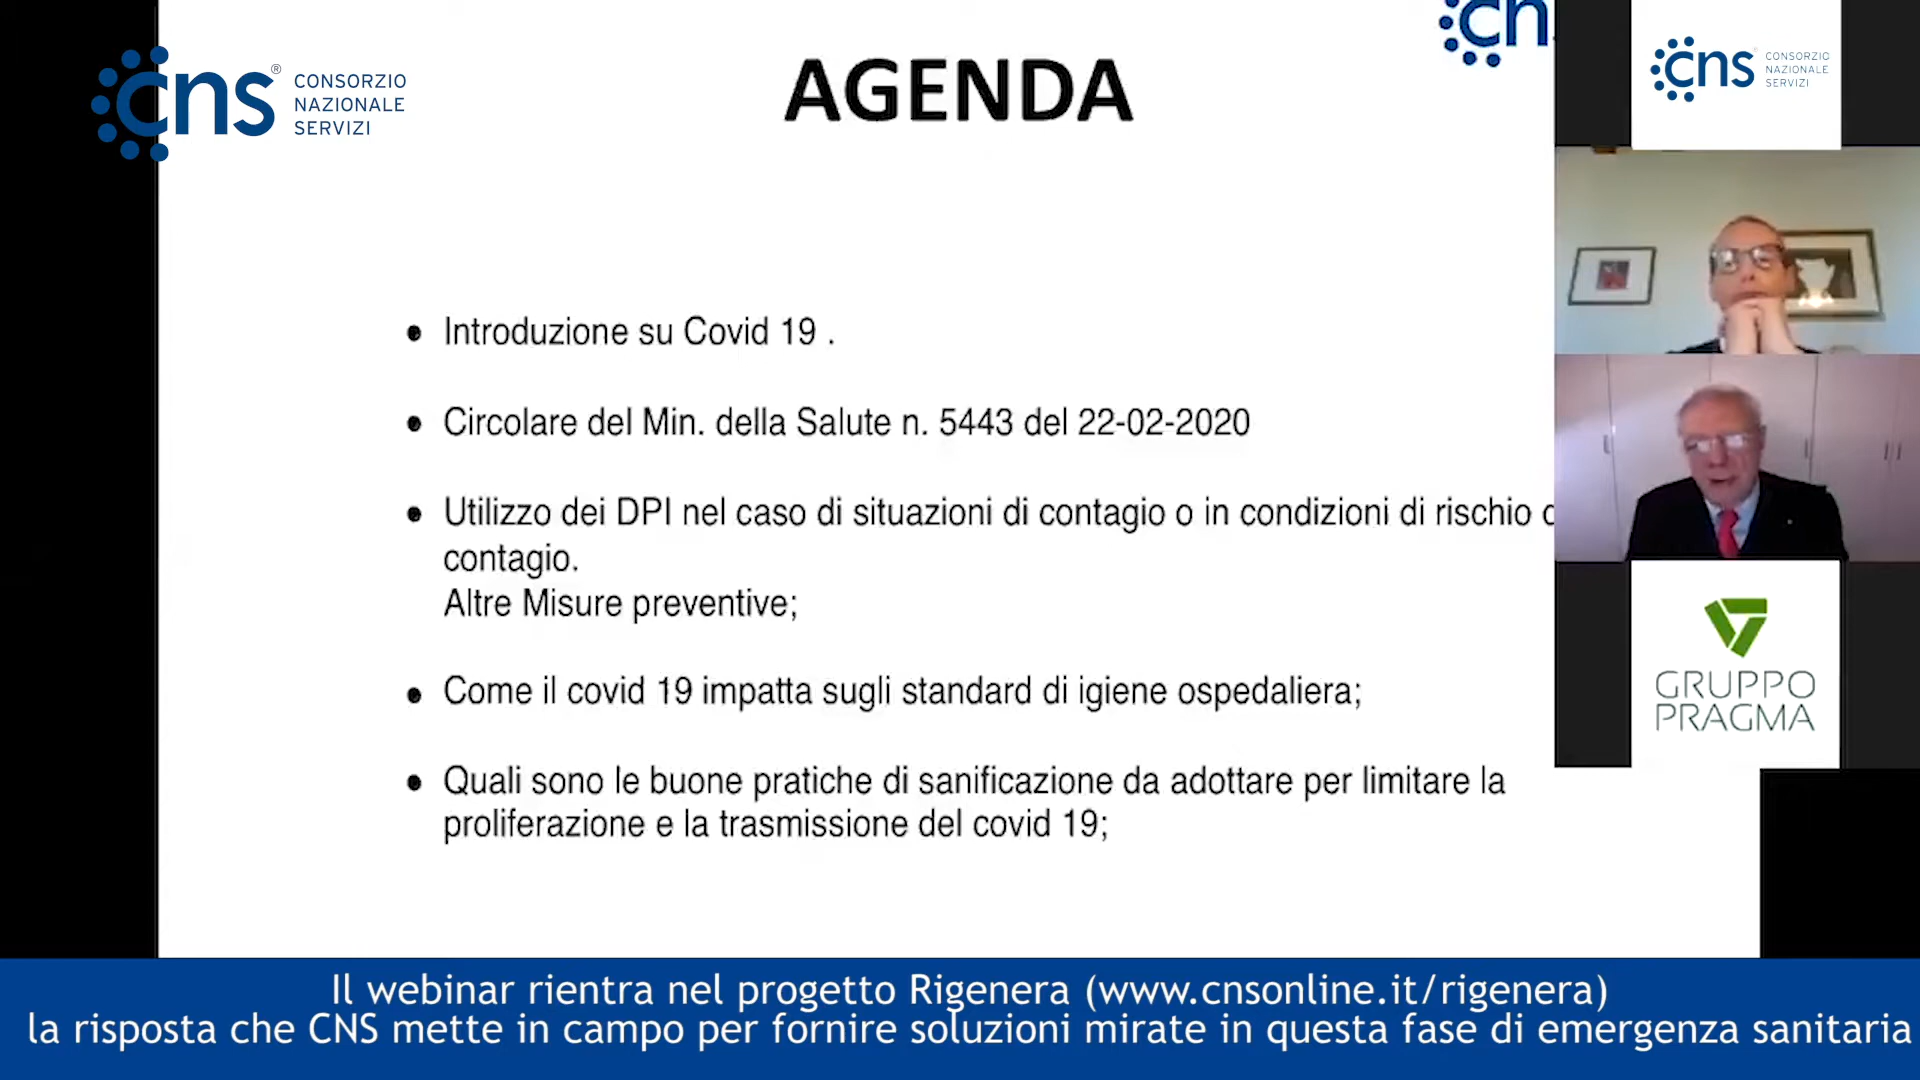 cns® CONSORZIO
NAZIONALE
SERVIZI
AGENDA
cn
cns CONSORZIO
NAZIONALE
SERVIZI
Introduzione su Covid 19 .
Circolare del Min. della Salute n. 5443 del 22-02-2020
Utilizzo dei DPI nel caso di situazioni di contagio o in condizioni di rischio
contagio.
Altre Misure preventive;
Come il covid 19 impatta sugli standard di igiene ospedaliera;
Quali sono le buone pratiche di sanificazione da adottare per limitare la
proliferazione e la trasmissione del covid 19;
GRUPPO
PRAGMA
Il webinar rientra nel progetto Rigenera (www.cnsonline.it/rigenera)
la risposta che CNS mette in campo per fornire soluzioni mirate in questa fase di emergenza sanitaria